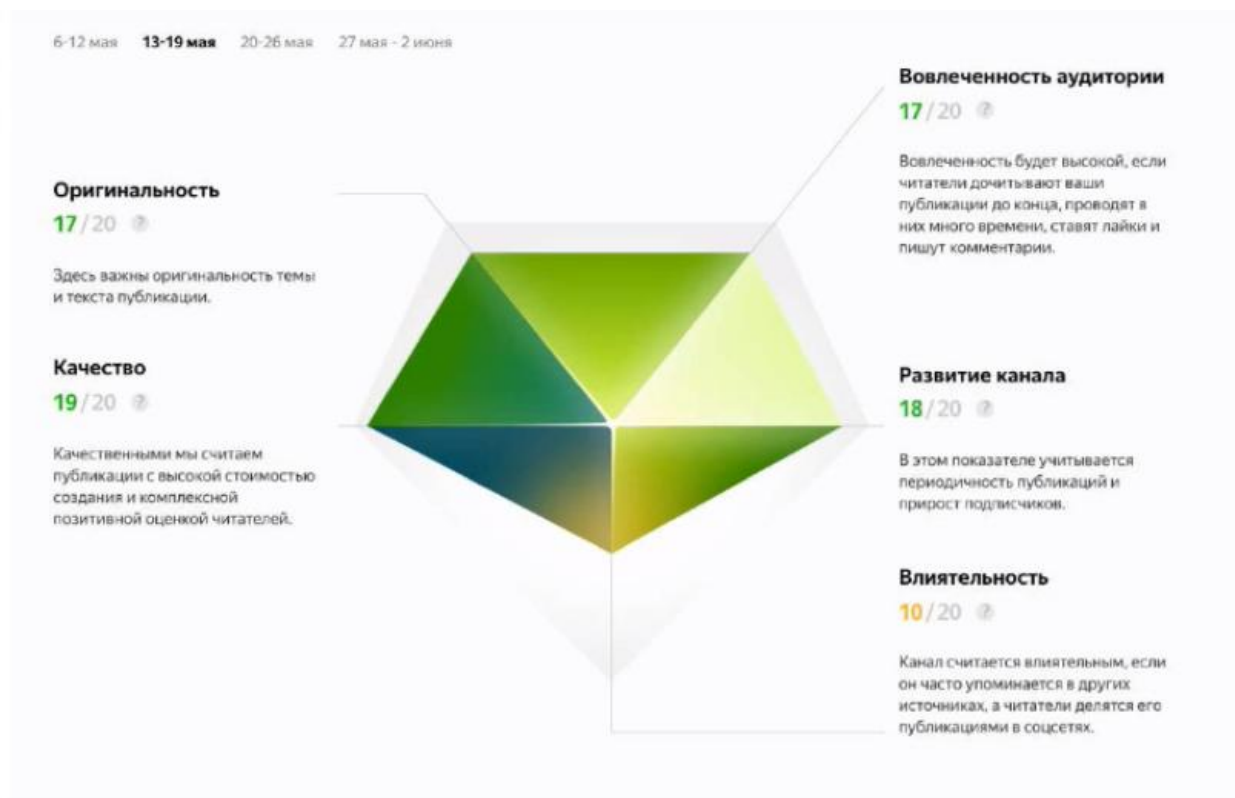 6-12 мая 13-19 мая 20-26 мая 27 мая - 2 июня
Оригинальность
17/20 ?
Здесь важны оригинальность темы
и текста публикации.
Качество
19/20 ?
Качественными мы считаем
публикации с высокой стоимостью
создания и комплексной
позитивной оценкой читателей.
Вовлеченность аудитории
17/20 ?
Вовлеченность будет высокой, если
читатели дочитывают ваши
публикации до конца, проводят в
них много времени, ставят лайки и
пишут комментарии.
Развитие канала
18/20 ?
В этом показателе учитывается
периодичность публикаций и
прирост подписчиков.
Влиятельность
10/20 ?
Канал считается влиятельным, если
он часто упоминается в других
источниках, а читатели делятся его
публикациями в соцсетях.